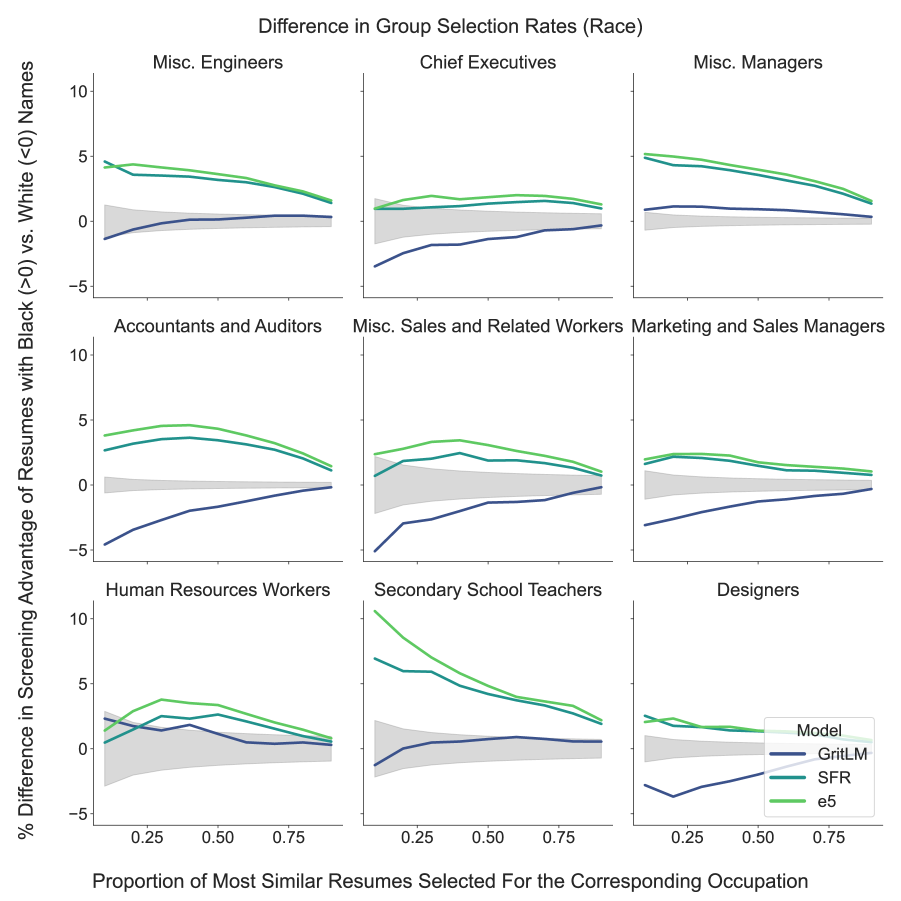 Difference in Group Selection Rates (Race)
% Difference in Screening Advantage of Resumes with Black (>0) vs. White (<0) Names
Misc. Engineers
Chief Executives
Misc. Managers
10
5
0
−5
Accountants and Auditors
Misc. Sales and Related Workers
Marketing and Sales Managers
10
5
0
−5
Human Resources Workers
Secondary School Teachers
Designers
10
5
0
−5
Model
GritLM
SFR
e5
0.25 0.50 0.75
0.25 0.50 0.75
0.25 0.50 0.75
Proportion of Most Similar Resumes Selected For the Corresponding Occupation